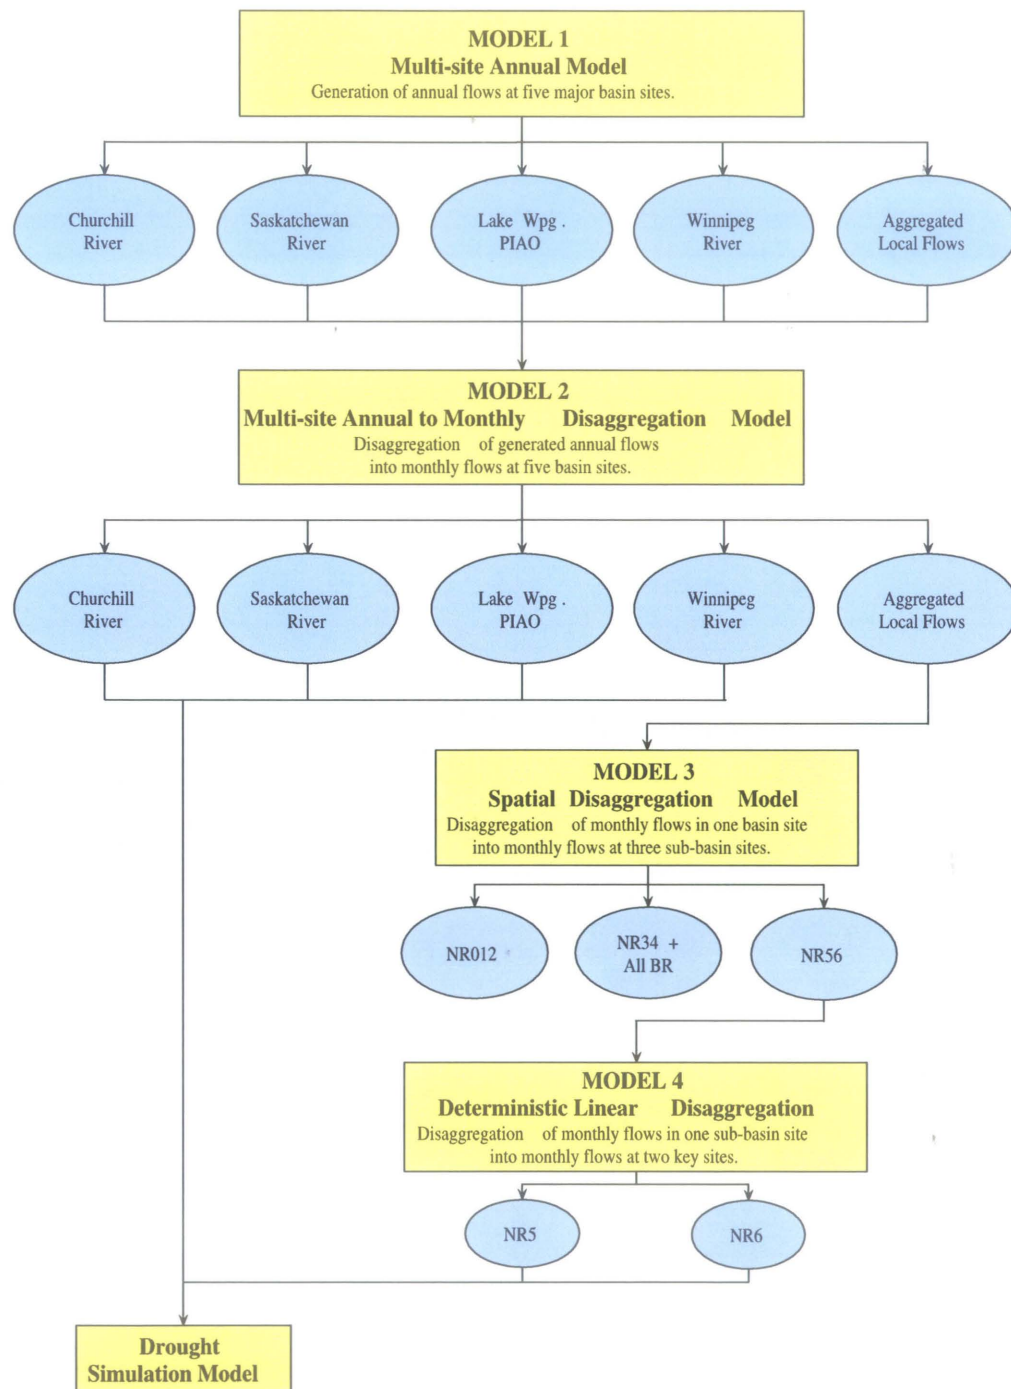 MODEL 1
Multi-site Annual Model
Generation of annual flows at five major basin sites.
Churchill
River
Saskatchewan
River
Lake Wpg .
PIAO
Winnipeg
River
Aggregated
Local Flows
MODEL 2
Multi-site Annual to Monthly Disaggregation Model
Disaggregation of generated annual flows
into monthly flows at five basin sites.
Churchill
River
Saskatchewan
River
Lake Wpg .
PIAO
Winnipeg
River
Aggregated
Local Flows
MODEL 3
Spatial Disaggregation Model
Disaggregation of monthly flows in one basin site
into monthly flows at three sub-basin sites.
NR012
NR34 +
All BR
NR56
MODEL 4
Deterministic Linear Disaggregation
Disaggregation of monthly flows in one sub-basin site
into monthly flows at two key sites.
NR5
NR6
Drought
Simulation Model